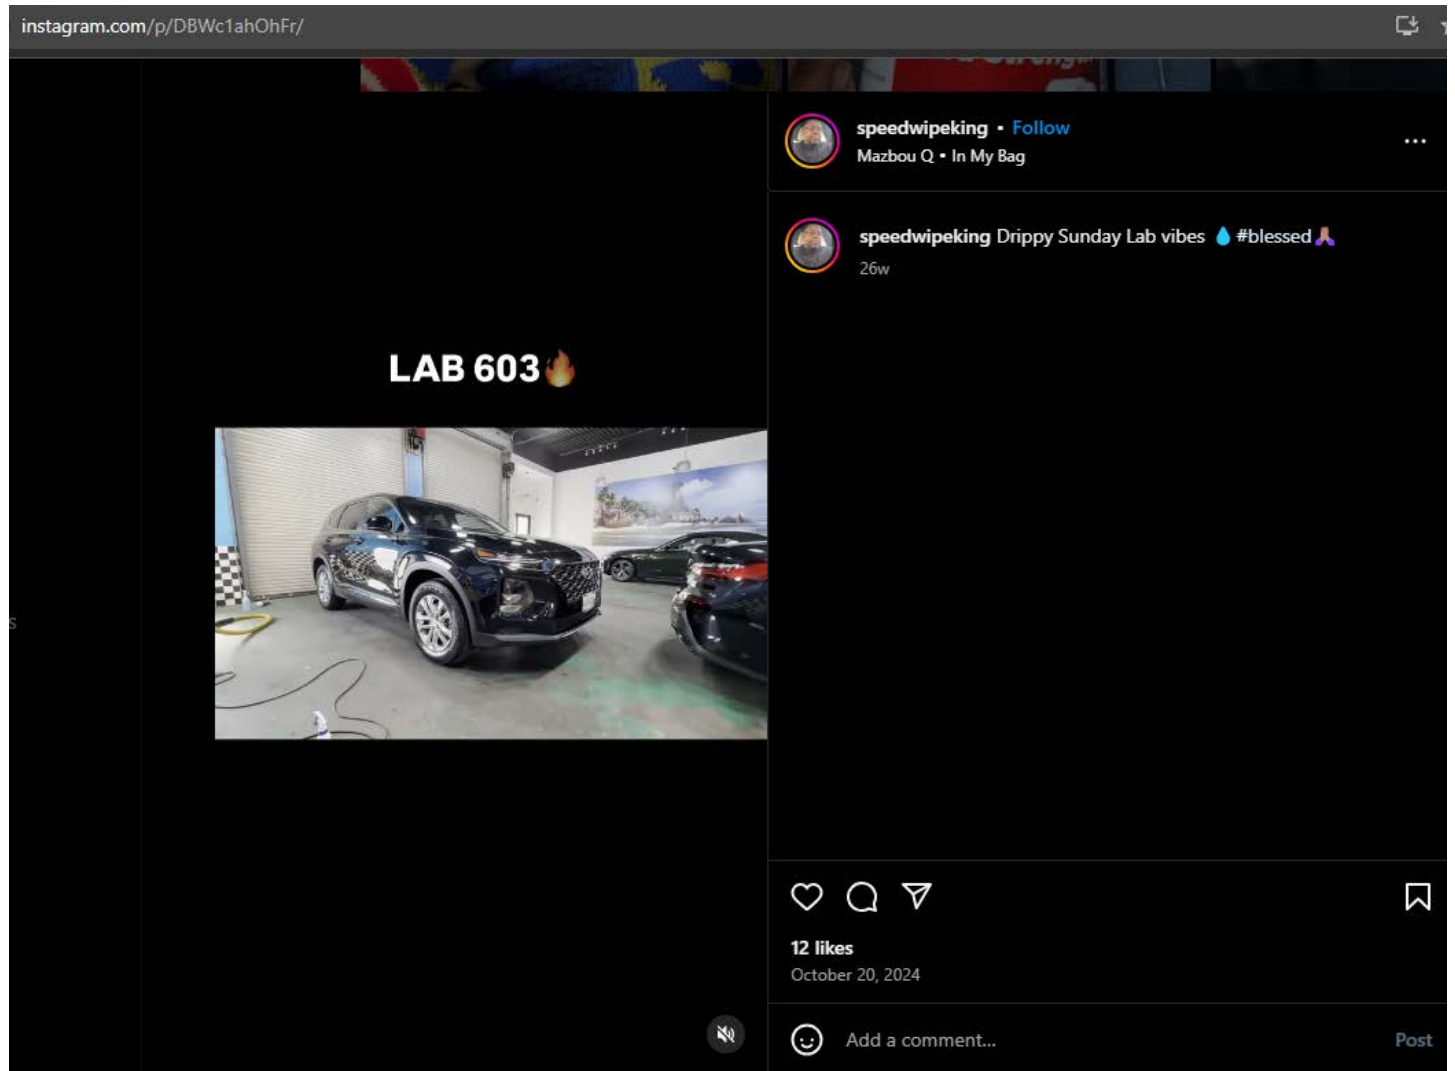 instagram.com/p/DBWc1ahOhFr/
speedwipeking • Follow
Mazbou Q • In My Bag
speedwipeking Drippy Sunday Lab vibes 💧 #blessed🙏🏽
26w
LAB 603🔥
s
12 likes
October 20, 2024
Add a comment...
Post